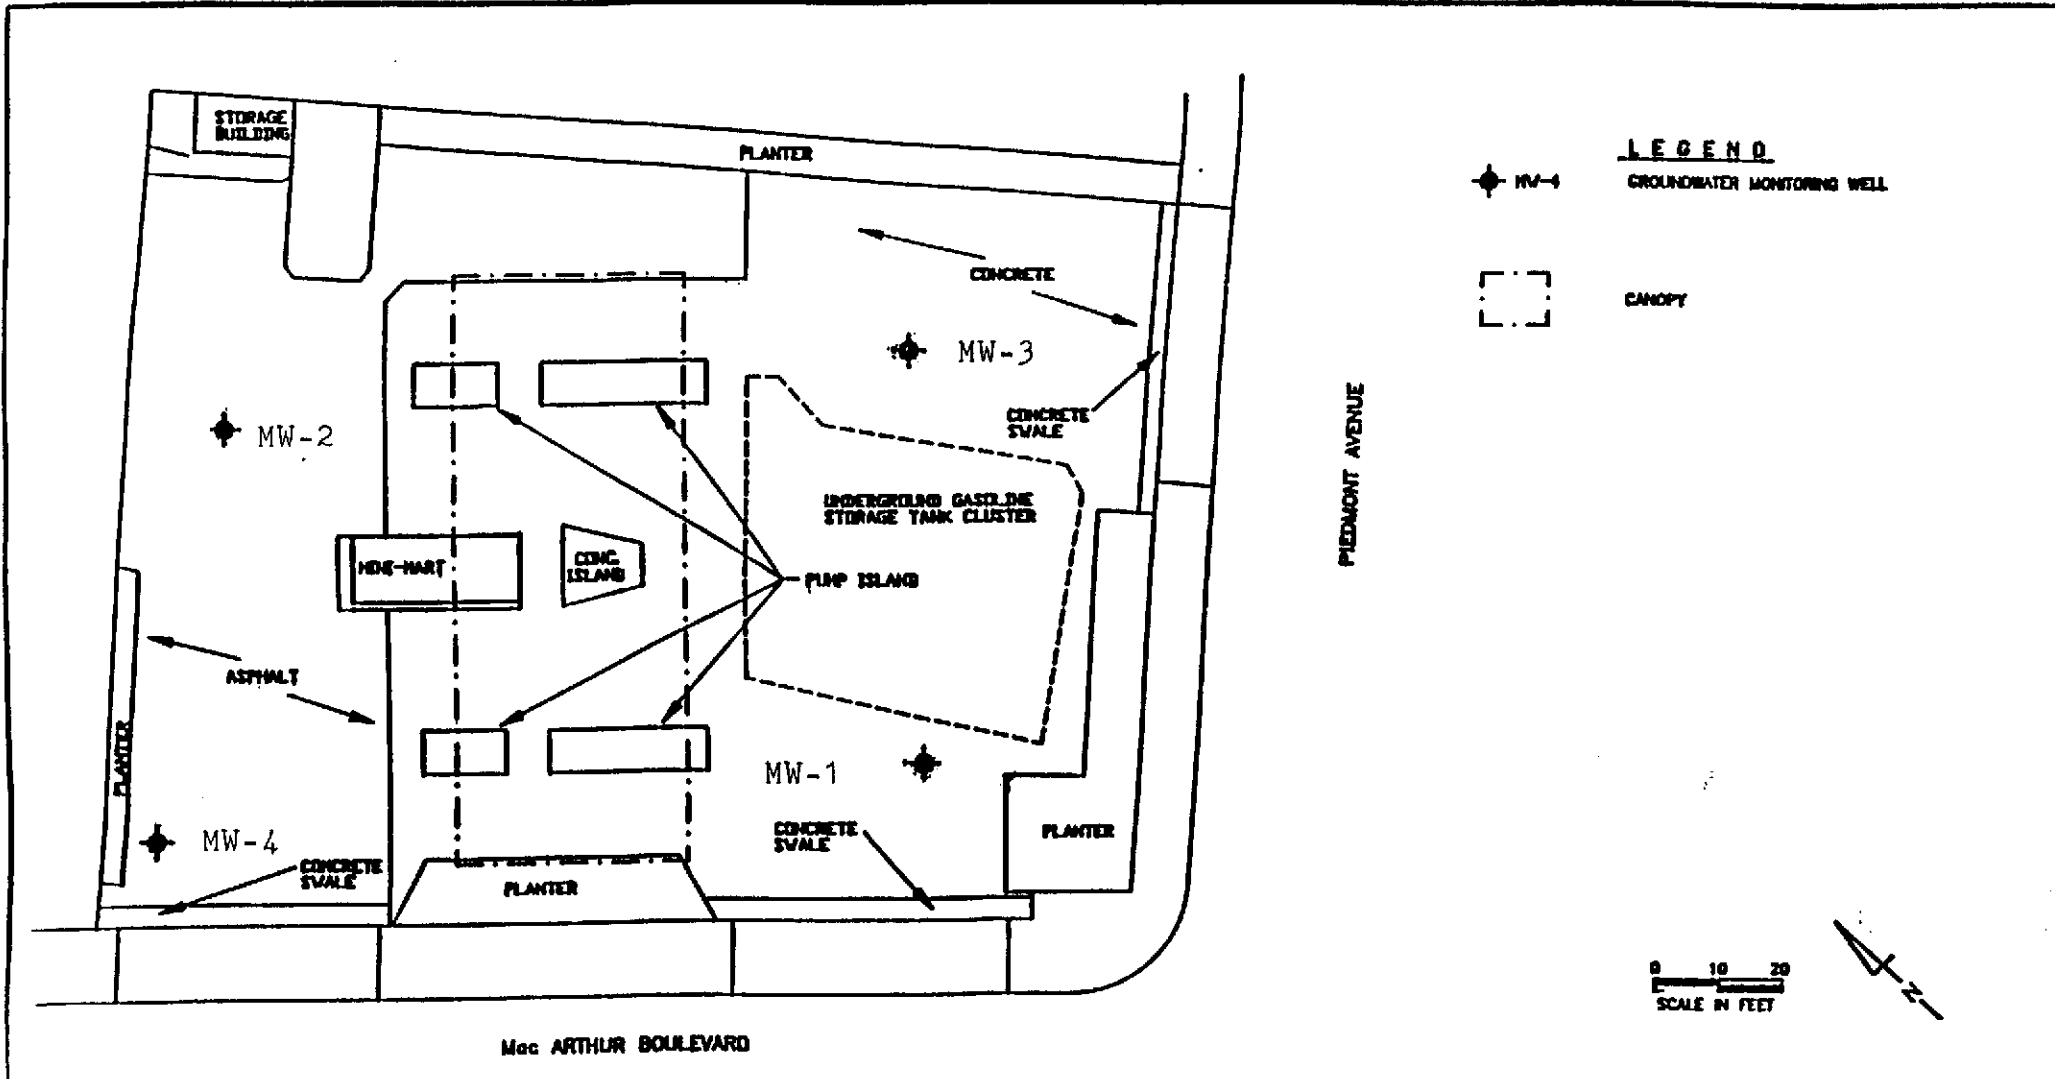 STORAGE
BUILDING
PLANTER
LEGEND
MW-4
GROUNDWATER MONITORING WELL
CONCRETE
CANOPY
MW-3
MW-2
CONCRETE
SWALE
PIEDMONT AVENUE
UNDERGROUND GASOLINE
STORAGE TANK CLUSTER
MINI-MART
CONC.
ISLAND
PUMP ISLAND
ASPHALT
PLANTER
MW-1
MW-4
CONCRETE
SWALE
PLANTER
CONCRETE
SWALE
PLANTER
0 10 20
SCALE IN FEET
N
Mac ARTHUR BOULEVARD